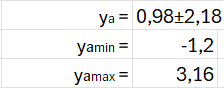 ya = 0,98±2,18
yamin = -1,2
yamax = 3,16